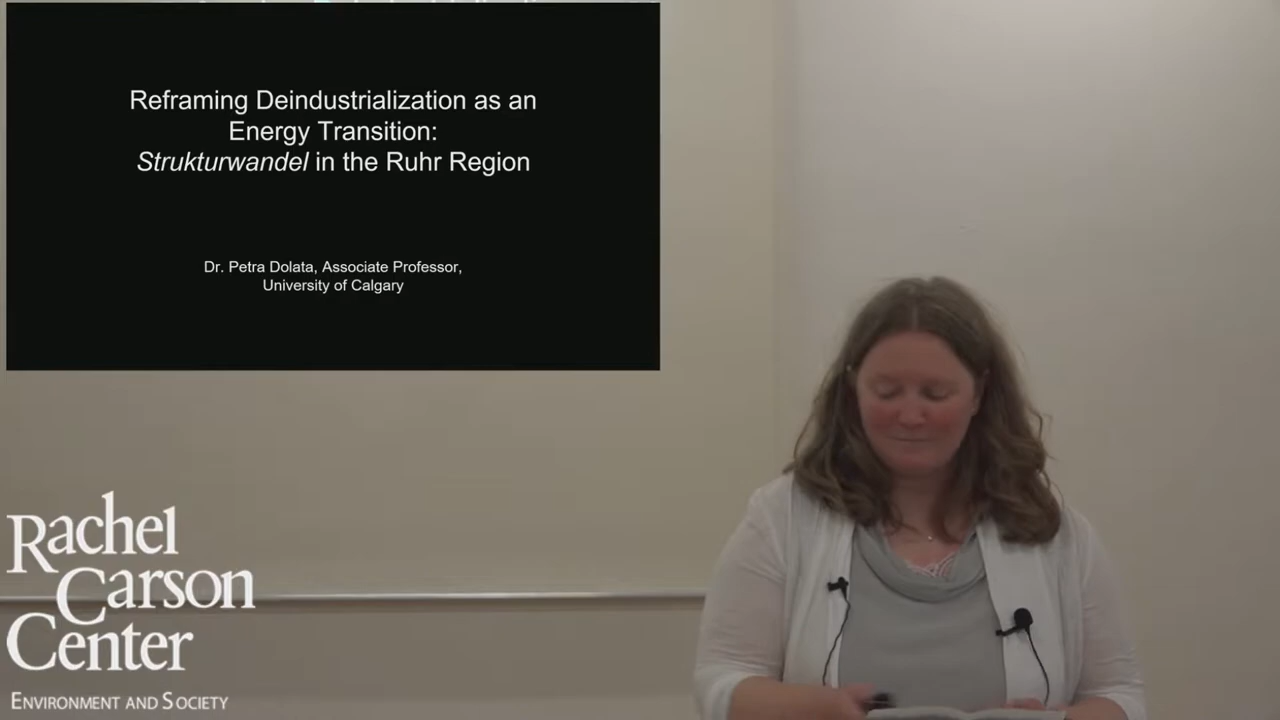 Reframing Deindustrialization as an
Energy Transition:
Strukturwandel in the Ruhr Region
Dr. Petra Dolata, Associate Professor,
University of Calgary
Rachel
Carson
Center
ENVIRONMENT AND SOCIETY